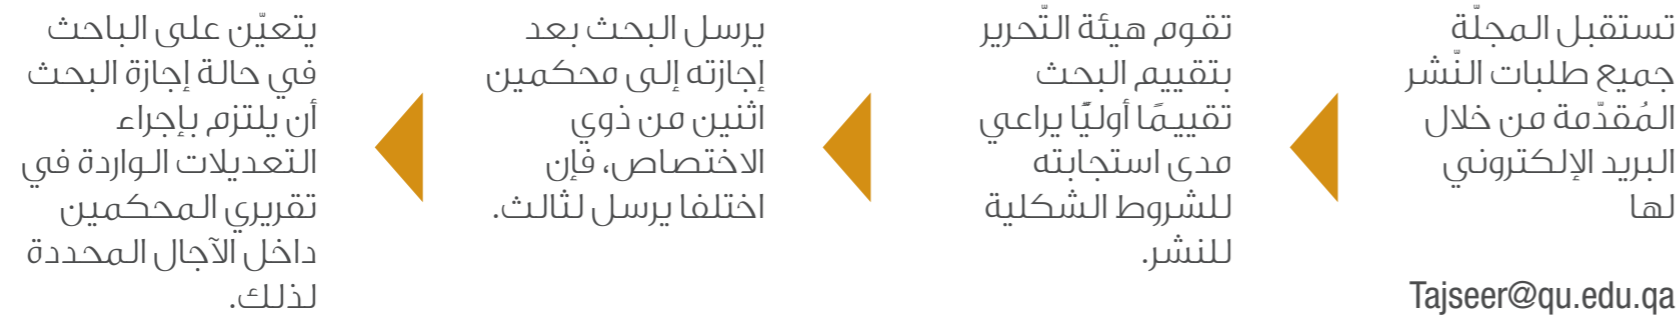 تستقبل المجلّة
جميع طلبات النّشر
المُقدّمة من خلال
البريد الإلكتروني
لها
Tajseer@qu.edu.qa
تقوم هيئة التّحرير
بتقييم البحث
تقييمًا أوليًّا يراعي
مدى استجابته
للشروط الشكلية
للنشر.
يرسل البحث بعد
إجازته إلى محكمين
اثنين من ذوي
الاختصاص، فإن
اختلفا يرسل لثالث.
يتعيّن على الباحث
في حالة إجازة البحث
أن يلتزم بإجراء
التعديلات الواردة في
تقريري المحكمين
داخل الآجال المحددة
لذلك.